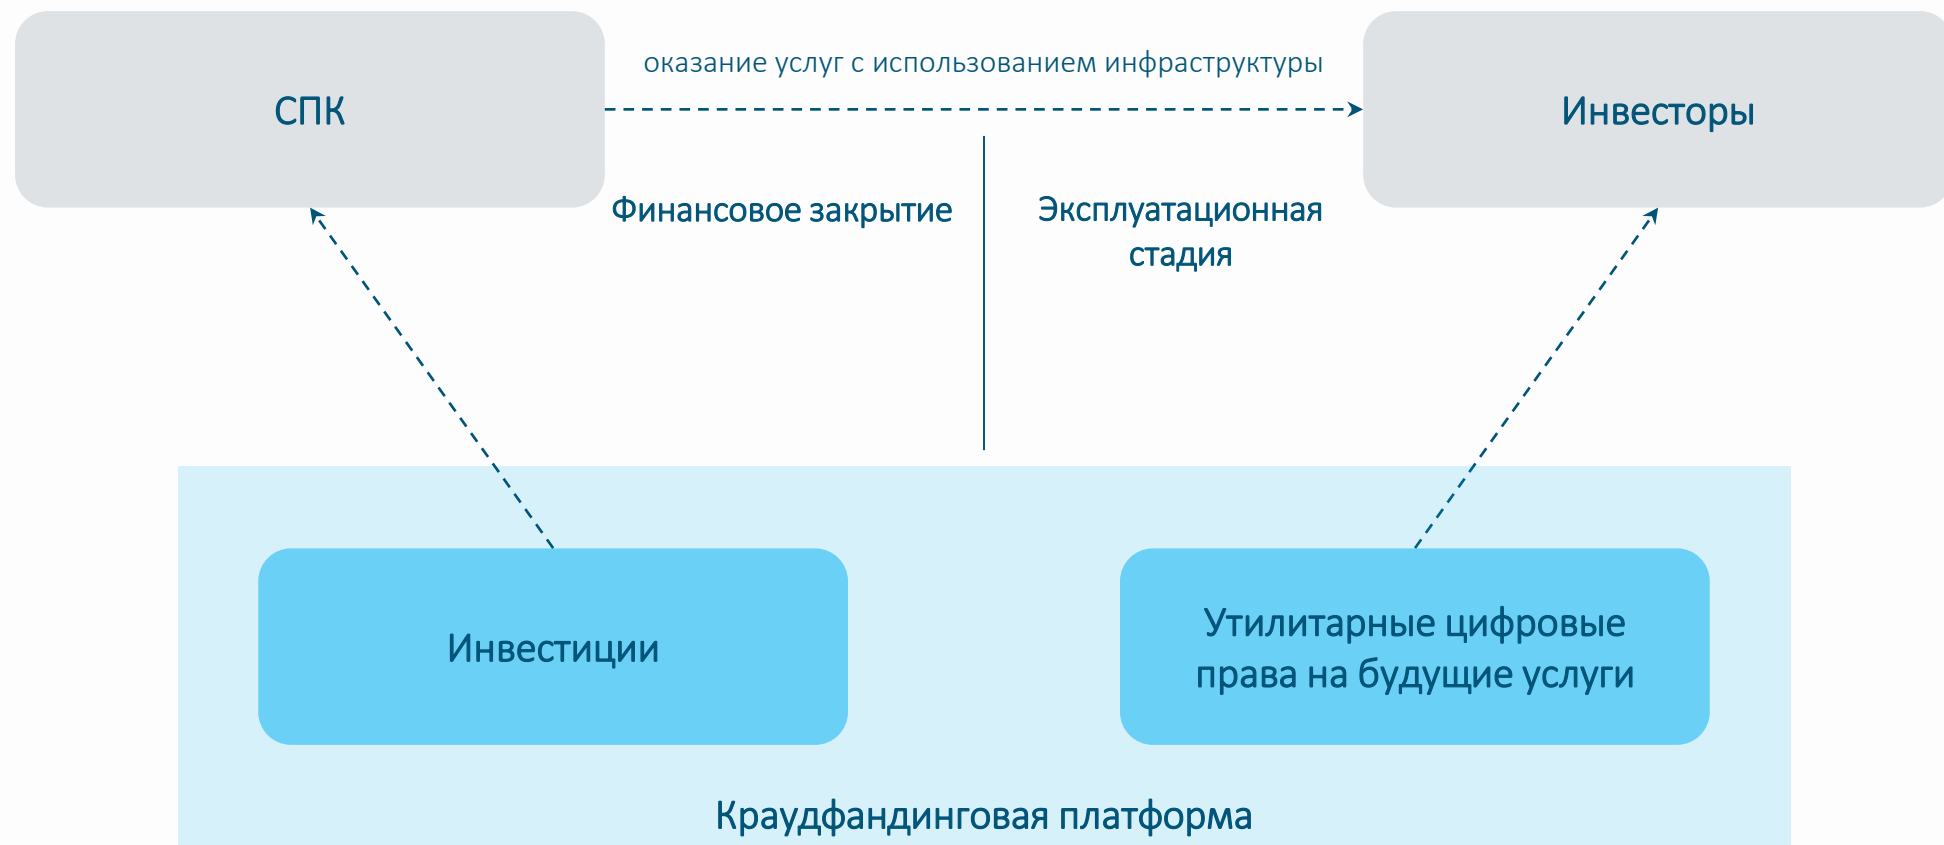 оказание услуг с использованием инфраструктуры
СПК
Инвесторы
Финансовое закрытие
Эксплуатационная
стадия
Инвестиции
Утилитарные цифровые
права на будущие услуги
Краудфандинговая платформа